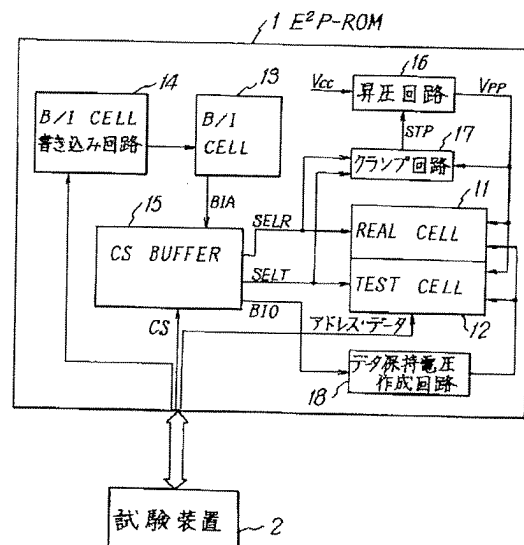 1 E²P-ROM
14
B/I CELL
書き込み回路
13
B/I
CELL
16
Vcc
昇圧回路
VPP
STP
17
クランプ回路
BIA
15
CS BUFFER
SELR
SELT
BIO
11
REAL CELL
TEST CELL
12
CS
アドレス・データ
データ保持電圧
作成回路
18
試験装置
2